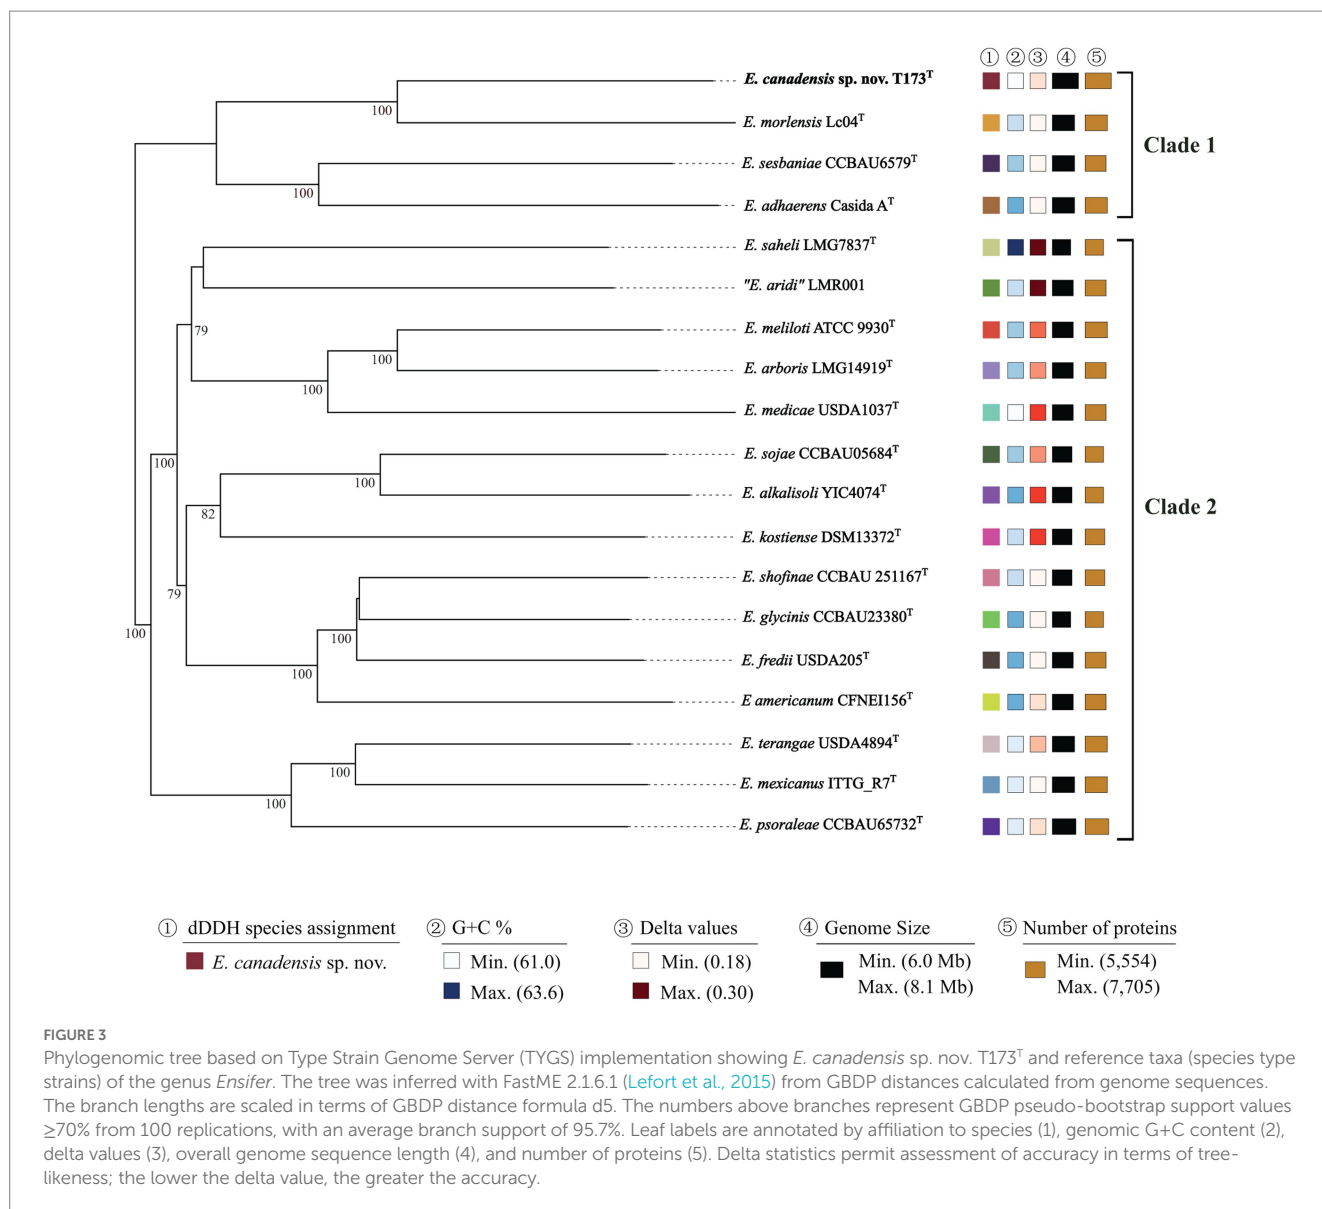 ① ② ③ ④ ⑤
E. canadensis sp. nov. T173ᵀ
100
E. morlensis Lc04ᵀ
Clade 1
E. sesbaniae CCBAU6579ᵀ
100
E. adhaerens Casida Aᵀ
E. saheli LMG7837ᵀ
"E. aridi" LMR001
79
E. meliloti ATCC 9930ᵀ
100
E. arboris LMG14919ᵀ
100
E. medicae USDA1037ᵀ
E. sojae CCBAU05684ᵀ
100
100
E. alkalisoli YIC4074ᵀ
Clade 2
82
E. kostiense DSM13372ᵀ
E. shofinae CCBAU 251167ᵀ
79
E. glycinis CCBAU23380ᵀ
100
100
E. fredii USDA205ᵀ
100
E americanum CFNEI156ᵀ
E. terangae USDA4894ᵀ
100
E. mexicanus ITTG_R7ᵀ
100
E. psoraleae CCBAU65732ᵀ
① dDDH species assignment
E. canadensis sp. nov.
② G+C %
Min. (61.0)
Max. (63.6)
③ Delta values
Min. (0.18)
Max. (0.30)
④ Genome Size
Min. (6.0 Mb)
Max. (8.1 Mb)
⑤ Number of proteins
Min. (5,554)
Max. (7,705)
FIGURE 3
Phylogenomic tree based on Type Strain Genome Server (TYGS) implementation showing E. canadensis sp. nov. T173ᵀ and reference taxa (species type
strains) of the genus Ensifer. The tree was inferred with FastME 2.1.6.1 (Lefort et al., 2015) from GBDP distances calculated from genome sequences.
The branch lengths are scaled in terms of GBDP distance formula d5. The numbers above branches represent GBDP pseudo-bootstrap support values
≥70% from 100 replications, with an average branch support of 95.7%. Leaf labels are annotated by affiliation to species (1), genomic G+C content (2),
delta values (3), overall genome sequence length (4), and number of proteins (5). Delta statistics permit assessment of accuracy in terms of tree-
likeness; the lower the delta value, the greater the accuracy.